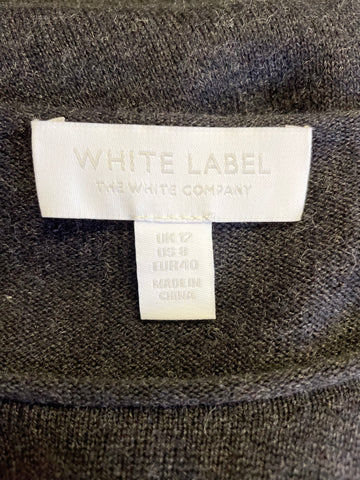 WHITE LABEL
THE WHITE COMPANY
UK 12
US 8
EUR 40
MADE IN
CHINA